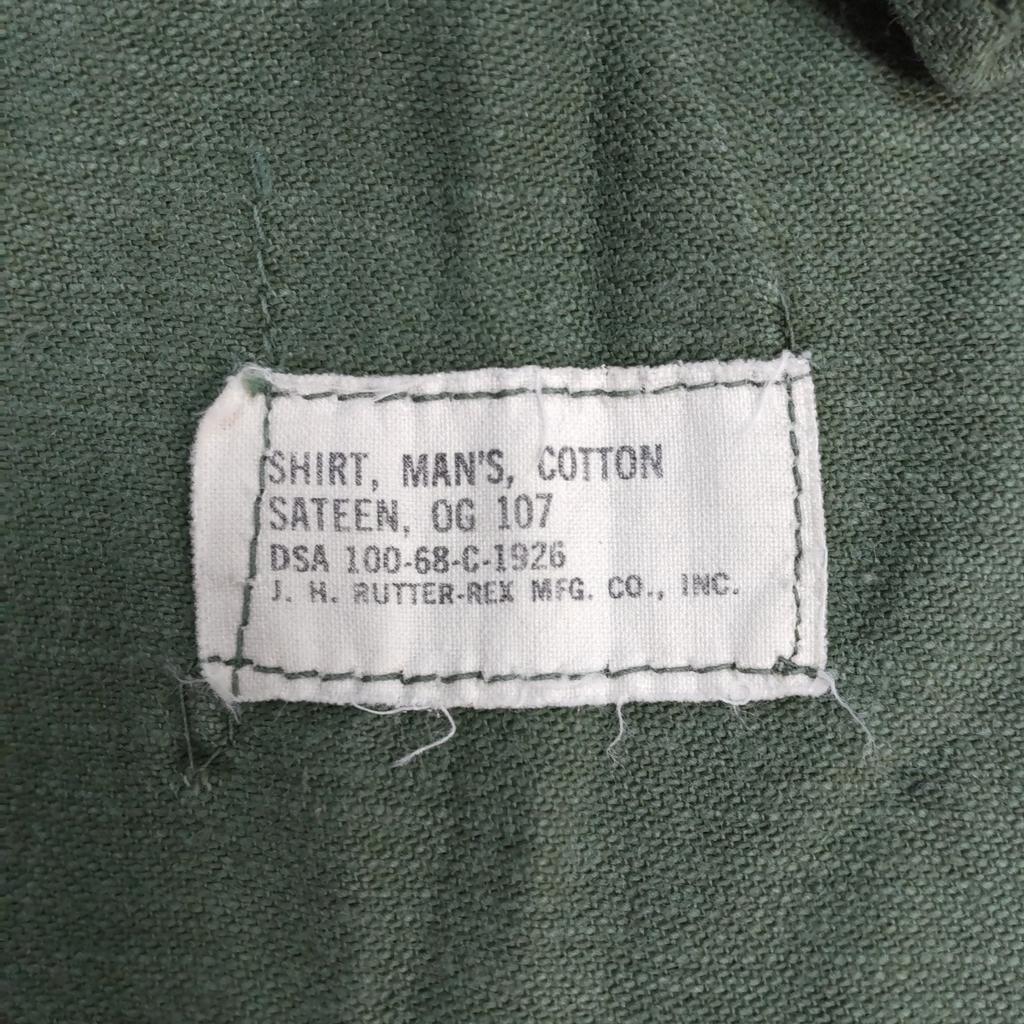 SHIRT, MAN'S, COTTON
SATEEN, OG 107
DSA 100-68-C-1926
J. H. RUTTER-REX MFG. CO., INC.